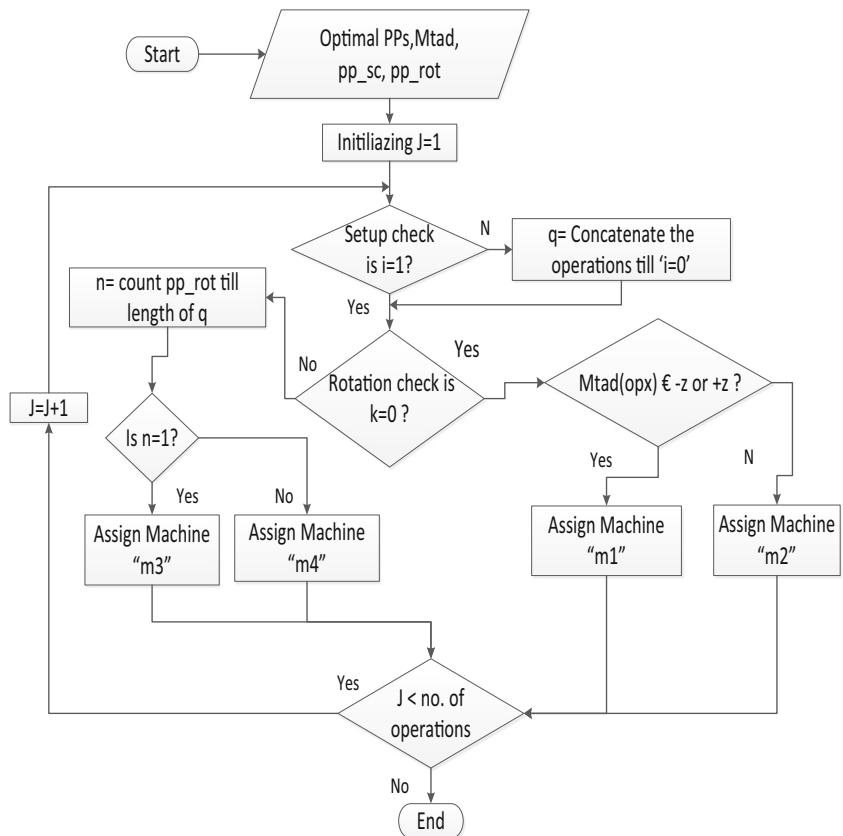 Start
Optimal PPs,Mtad,
pp_sc, pp_rot
Initiliazing J=1
Setup check
is i=1?
N
q= Concatenate the
operations till ‘i=0’
Yes
n= count pp_rot till
length of q
No
Rotation check is
k=0 ?
Yes
Mtad(opx) € -z or +z ?
J=J+1
Is n=1?
Yes
No
Yes
N
Assign Machine
“m3”
Assign Machine
“m4”
Assign Machine
“m1”
Assign Machine
“m2”
Yes
J < no. of
operations
No
End